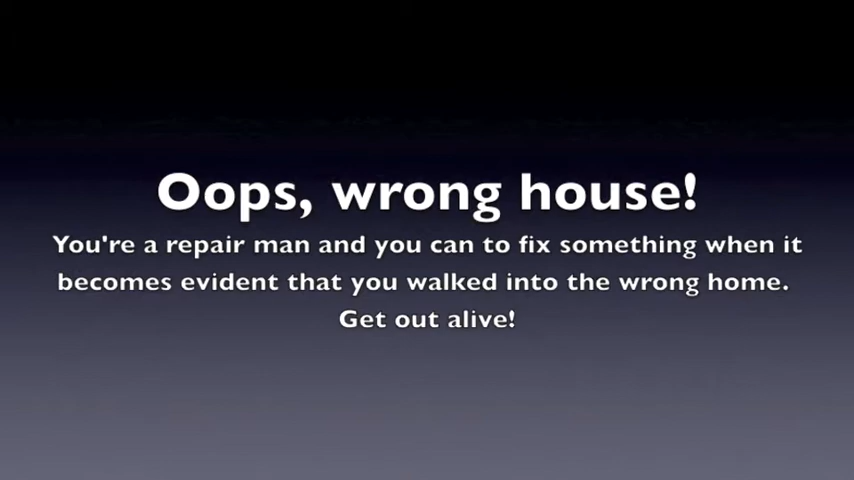 Oops, wrong house!
You're a repair man and you can to fix something when it
becomes evident that you walked into the wrong home.
Get out alive!